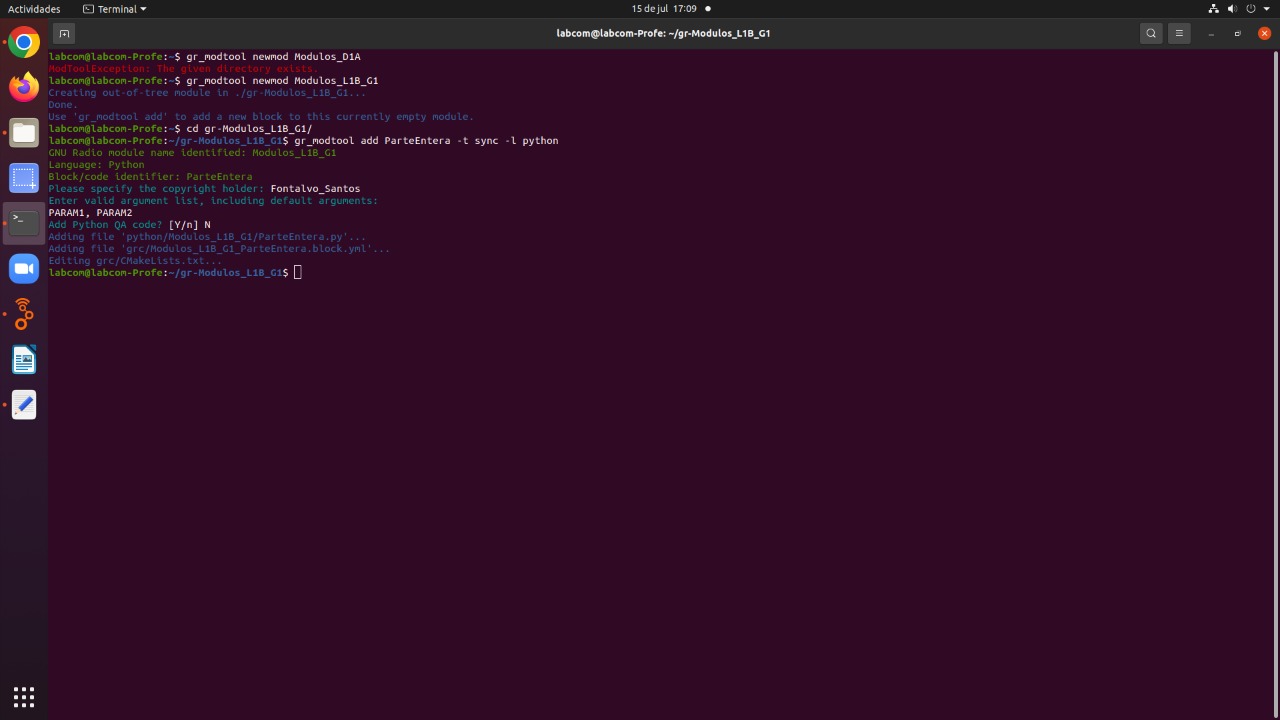 Actividades
Terminal
15 de jul 17:09
labcom@labcom-Profe: ~/gr-Modulos_L1B_G1
labcom@labcom-Profe:~$ gr_modtool newmod Modulos_D1A
ModToolException: The given directory exists.
labcom@labcom-Profe:~$ gr_modtool newmod Modulos_L1B_G1
Creating out-of-tree module in ./gr-Modulos_L1B_G1...
Done.
Use 'gr_modtool add' to add a new block to this currently empty module.
labcom@labcom-Profe:~$ cd gr-Modulos_L1B_G1/
labcom@labcom-Profe:~/gr-Modulos_L1B_G1$ gr_modtool add ParteEntera -t sync -l python
GNU Radio module name identified: Modulos_L1B_G1
Language: Python
Block/code identifier: ParteEntera
Please specify the copyright holder: Fontalvo_Santos
Enter valid argument list, including default arguments:
PARAM1, PARAM2
Add Python QA code? [Y/n] N
Adding file 'python/Modulos_L1B_G1/ParteEntera.py'...
Adding file 'grc/Modulos_L1B_G1_ParteEntera.block.yml'...
Editing grc/CMakeLists.txt...
labcom@labcom-Profe:~/gr-Modulos_L1B_G1$